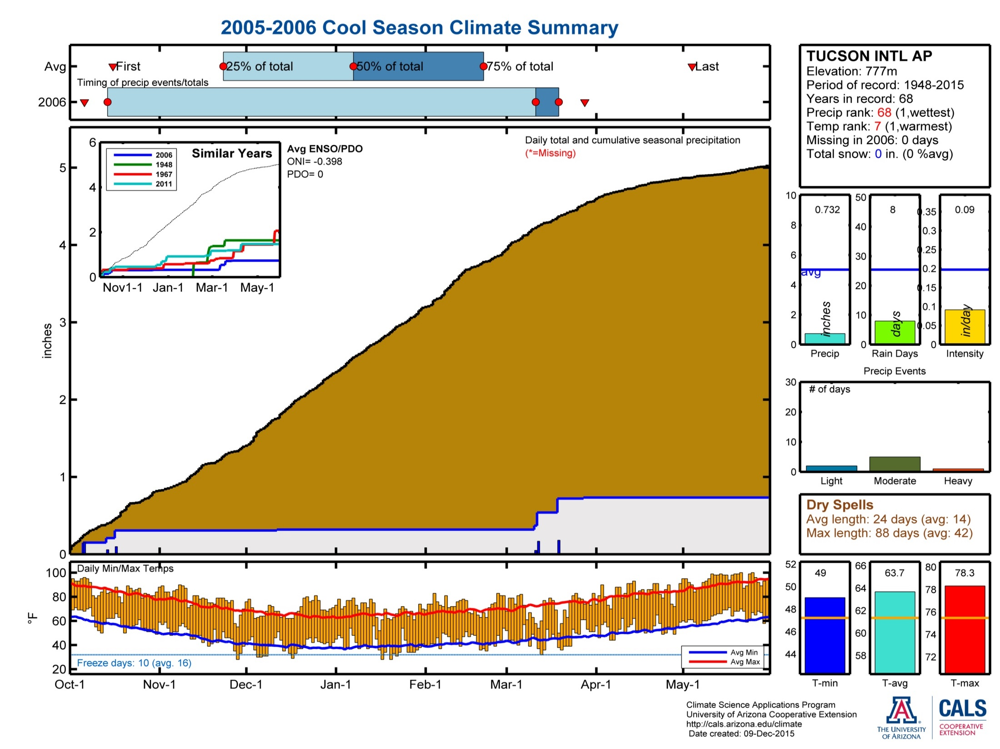 2005-2006 Cool Season Climate Summary
Avg
First
25% of total
50% of total
75% of total
Last
Timing of precip events/totals
2006
TUCSON INTL AP
Elevation: 777m
Period of record: 1948-2015
Years in record: 68
Precip rank: 68 (1,wettest)
Temp rank: 7 (1,warmest)
Missing in 2006: 0 days
Total snow: 0 in. (0 %avg)
Daily total and cumulative seasonal precipitation
(*=Missing)
Similar Years
2006
1948
1967
2011
6
4
2
0
Nov1-1
Jan-1
Mar-1
May-1
Avg ENSO/PDO
ONI= -0.398
PDO= 0
inches
5
4
3
2
1
0
10
8
6
4
2
0
0.732
avg
inches
Precip
50
40
30
20
10
0
8
days
Rain Days
0.35
0.3
0.25
0.2
0.15
0.1
0.05
0
0.09
in/day
Intensity
Precip Events
# of days
30
20
10
0
Light
Moderate
Heavy
Dry Spells
Avg length: 24 days (avg: 14)
Max length: 88 days (avg: 42)
Daily Min/Max Temps
°F
100
80
60
40
20
Freeze days: 10 (avg. 16)
Avg Min
Avg Max
Oct-1
Nov-1
Dec-1
Jan-1
Feb-1
Mar-1
Apr-1
May-1
52
50
48
46
44
49
T-min
66
64
62
60
58
63.7
T-avg
80
78
76
74
72
78.3
T-max
Climate Science Applications Program
University of Arizona Cooperative Extension
http://cals.arizona.edu/climate
Date created: 09-Dec-2015
A
THE UNIVERSITY
OF ARIZONA
CALS
COOPERATIVE
EXTENSION